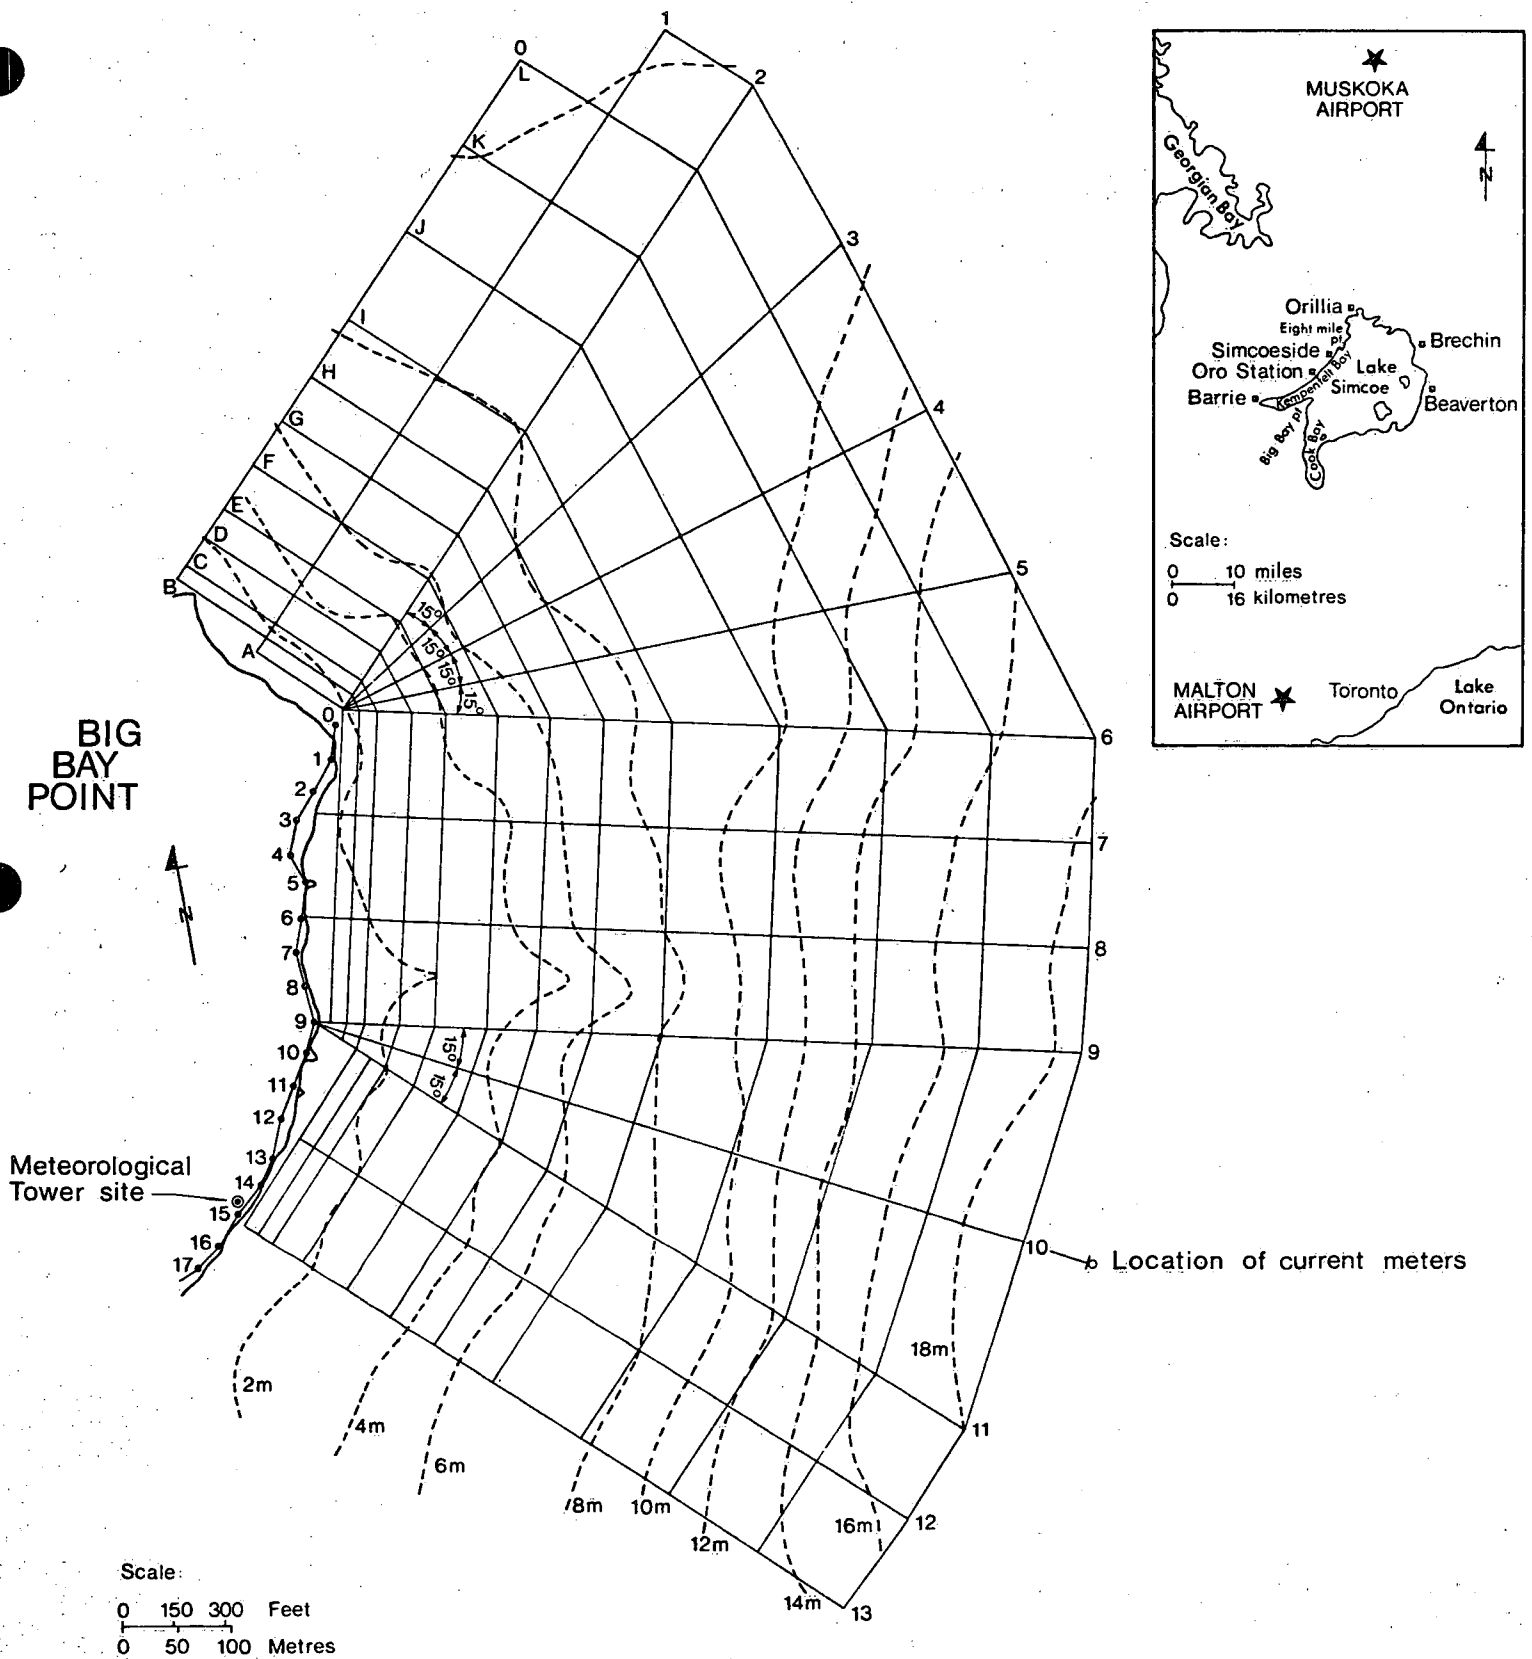 1
0
L
2
K
J
3
I
H
4
G
F
E
D
5
C
B
A
15°
15°
15°
15°
0
6
BIG
BAY
POINT
1
2
3
4
5
6
7
8
9
10
11
12
13
14
15
16
17
7
8
9
N
15°
15°
Meteorological
Tower site
10
Location of current meters
18m
11
2m
4m
6m
8m
10m
12m
16m
12
14m
13
Scale:
0 150 300 Feet
0 50 100 Metres
MUSKOKA
AIRPORT
Georgian Bay
N
Orillia
Eight mile
pt
Simcoeside
Brechin
Oro Station
Kempenfelt Bay
Lake
Simcoe
Barrie
Beaverton
Big Bay pt
Cook Bay
Scale:
0 10 miles
0 16 kilometres
MALTON
AIRPORT
Toronto
Lake
Ontario